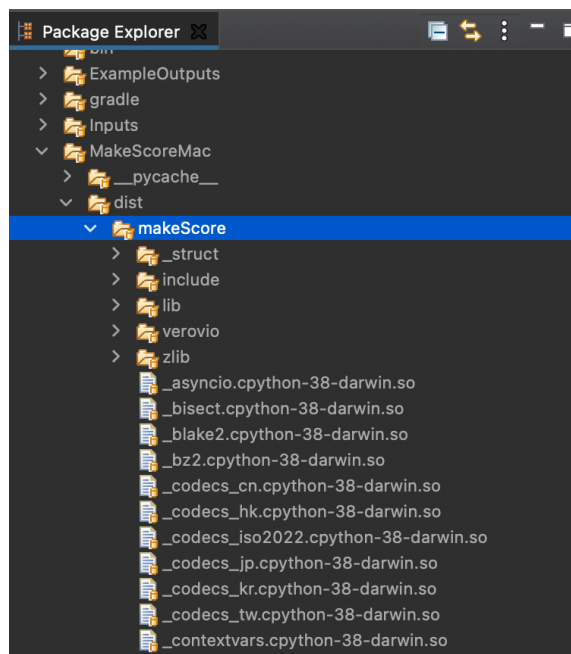 Package Explorer
bin
ExampleOutputs
gradle
Inputs
MakeScoreMac
__pycache__
dist
makeScore
_struct
include
lib
verovio
zlib
_asyncio.cpython-38-darwin.so
_bisect.cpython-38-darwin.so
_blake2.cpython-38-darwin.so
_bz2.cpython-38-darwin.so
_codecs_cn.cpython-38-darwin.so
_codecs_hk.cpython-38-darwin.so
_codecs_iso2022.cpython-38-darwin.so
_codecs_jp.cpython-38-darwin.so
_codecs_kr.cpython-38-darwin.so
_codecs_tw.cpython-38-darwin.so
_contextvars.cpython-38-darwin.so